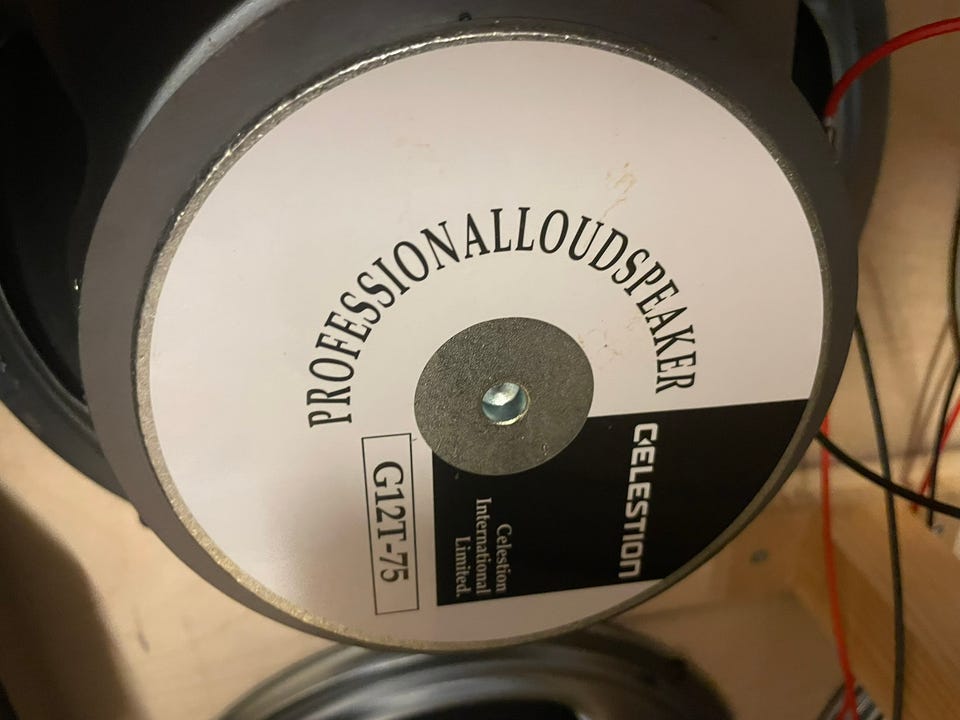 PROFESSIONALLOUDSPEAKER
CELESTION
Celestion
International
Limited.
G12T-75